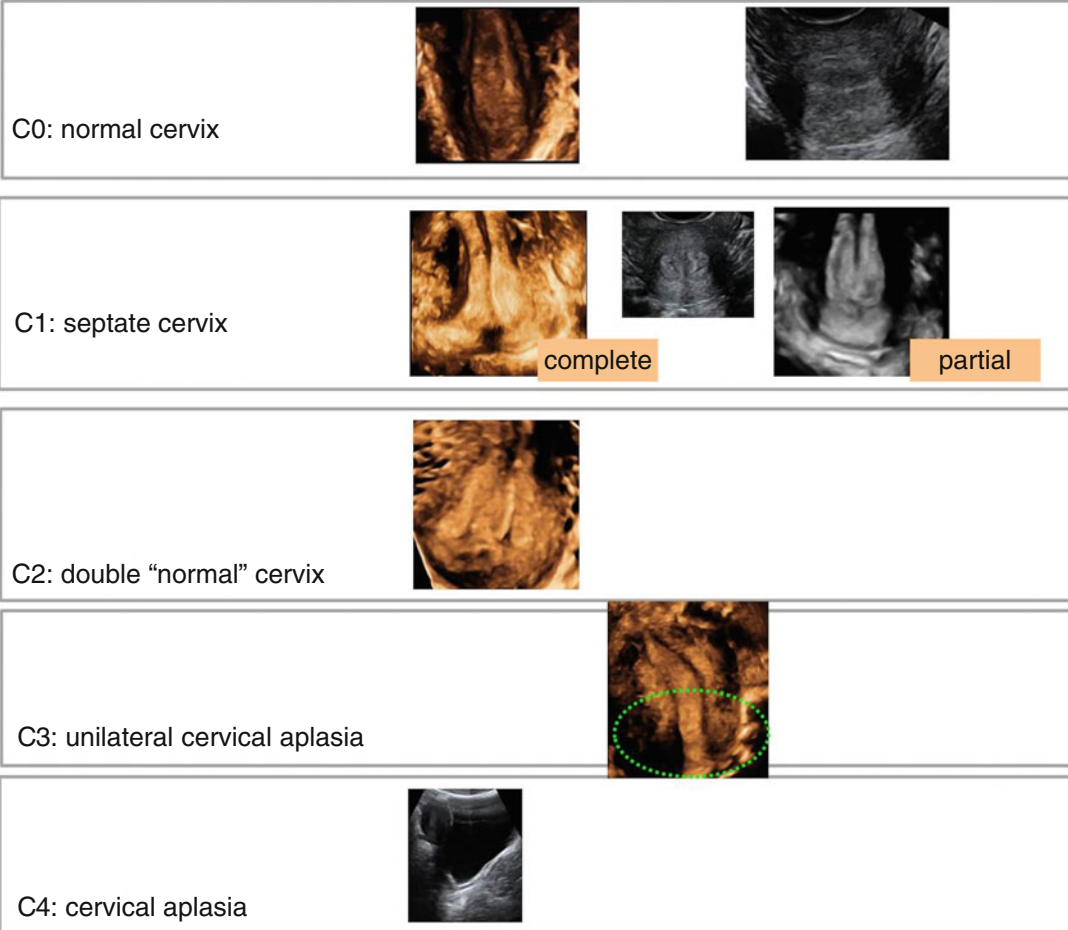 C0: normal cervix
C1: septate cervix
complete
partial
C2: double “normal” cervix
C3: unilateral cervical aplasia
C4: cervical aplasia